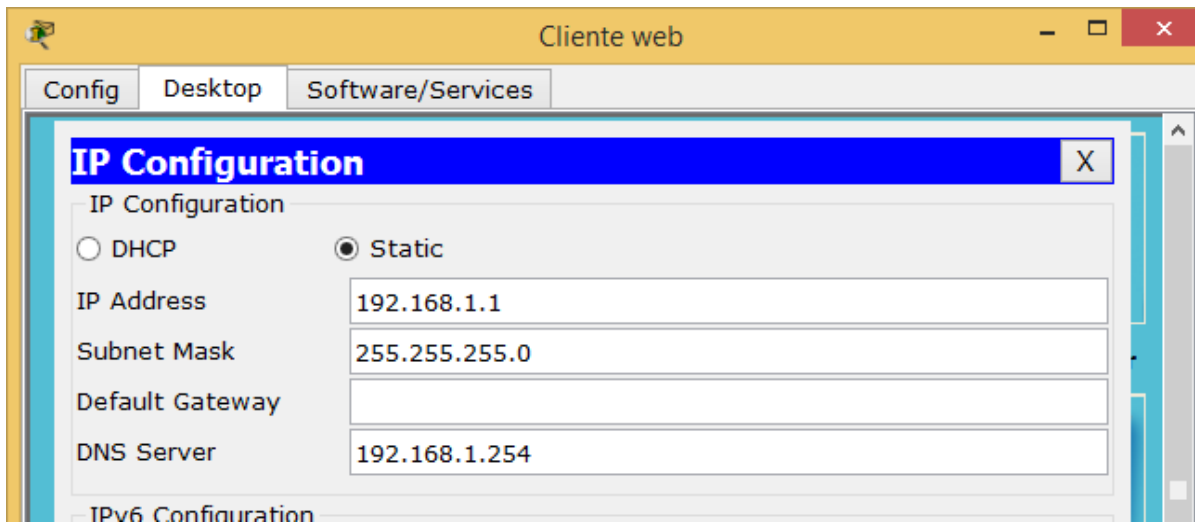 Cliente web
Config Desktop Software/Services
IP Configuration X
IP Configuration
DHCP Static
IP Address 192.168.1.1
Subnet Mask 255.255.255.0
Default Gateway
DNS Server 192.168.1.254
IPv6 Configuration